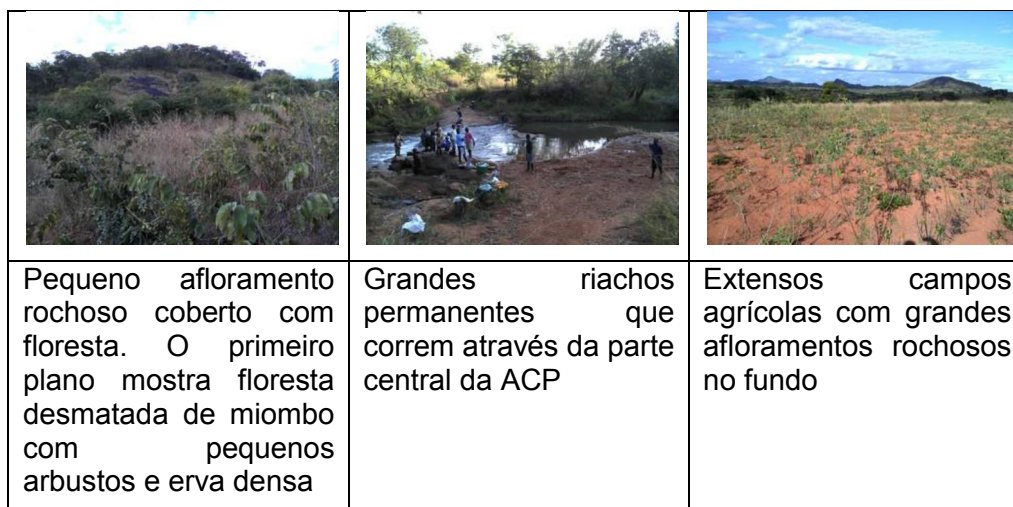 Pequeno afloramento
rochoso coberto com
floresta. O primeiro
plano mostra floresta
desmatada de miombo
com pequenos
arbustos e erva densa
Grandes riachos
permanentes que
correm através da parte
central da ACP
Extensos campos
agrícolas com grandes
afloramentos rochosos
no fundo